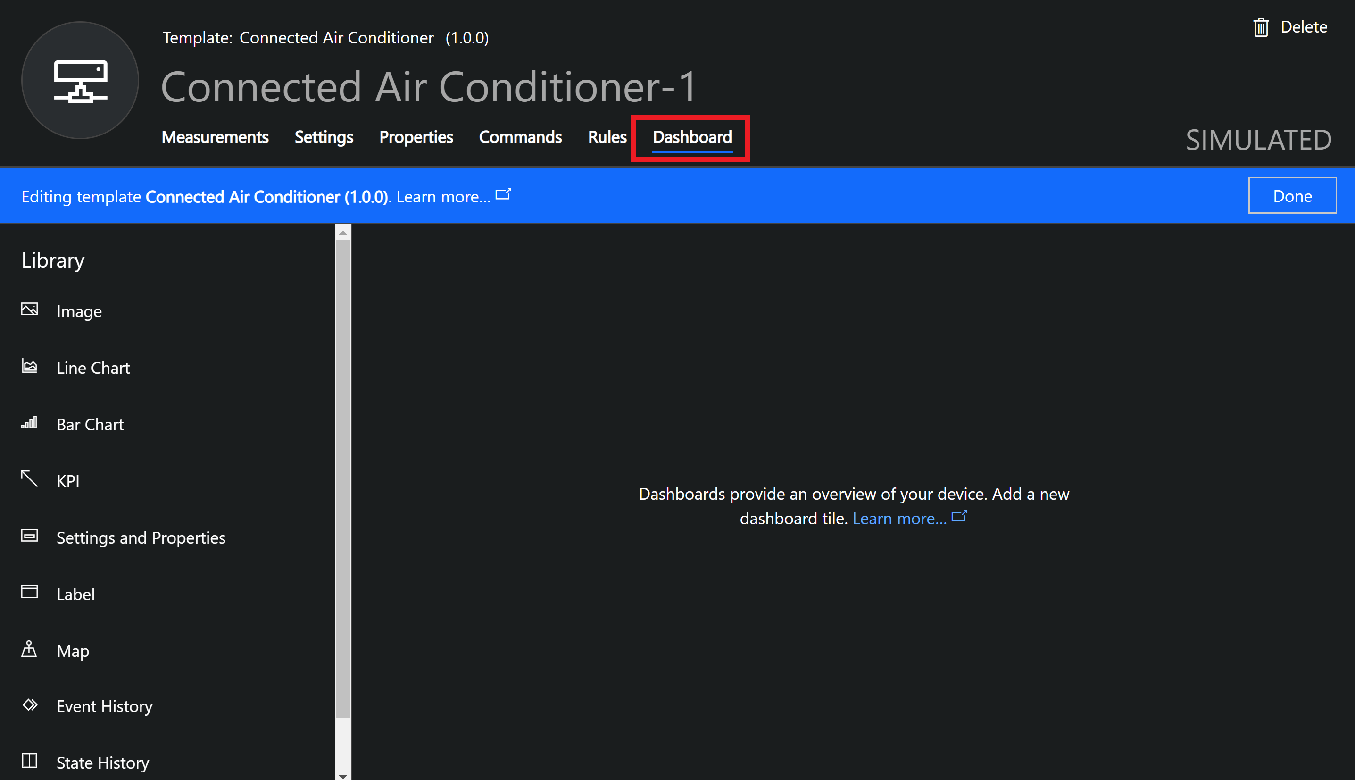 Template: Connected Air Conditioner (1.0.0)
Delete
Connected Air Conditioner-1
Measurements Settings Properties Commands Rules Dashboard
SIMULATED
Editing template Connected Air Conditioner (1.0.0). Learn more...
Done
Library
Image
Line Chart
Bar Chart
KPI
Settings and Properties
Label
Map
Event History
State History
Dashboards provide an overview of your device. Add a new
dashboard tile. Learn more...